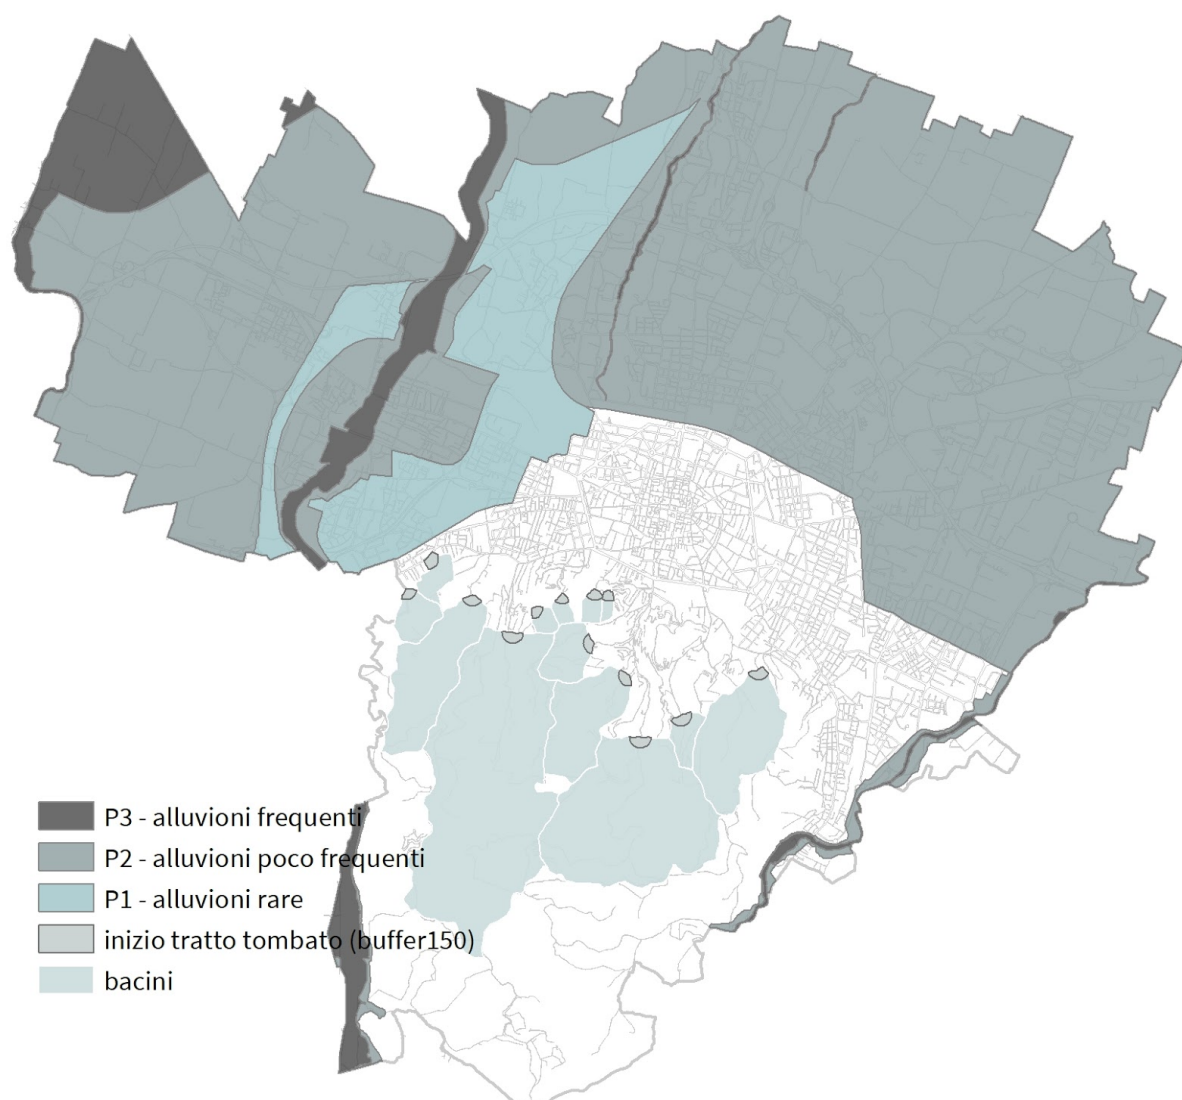 P3 - alluvioni frequenti
P2 - alluvioni poco frequenti
P1 - alluvioni rare
inizio tratto tombato (buffer150)
bacini